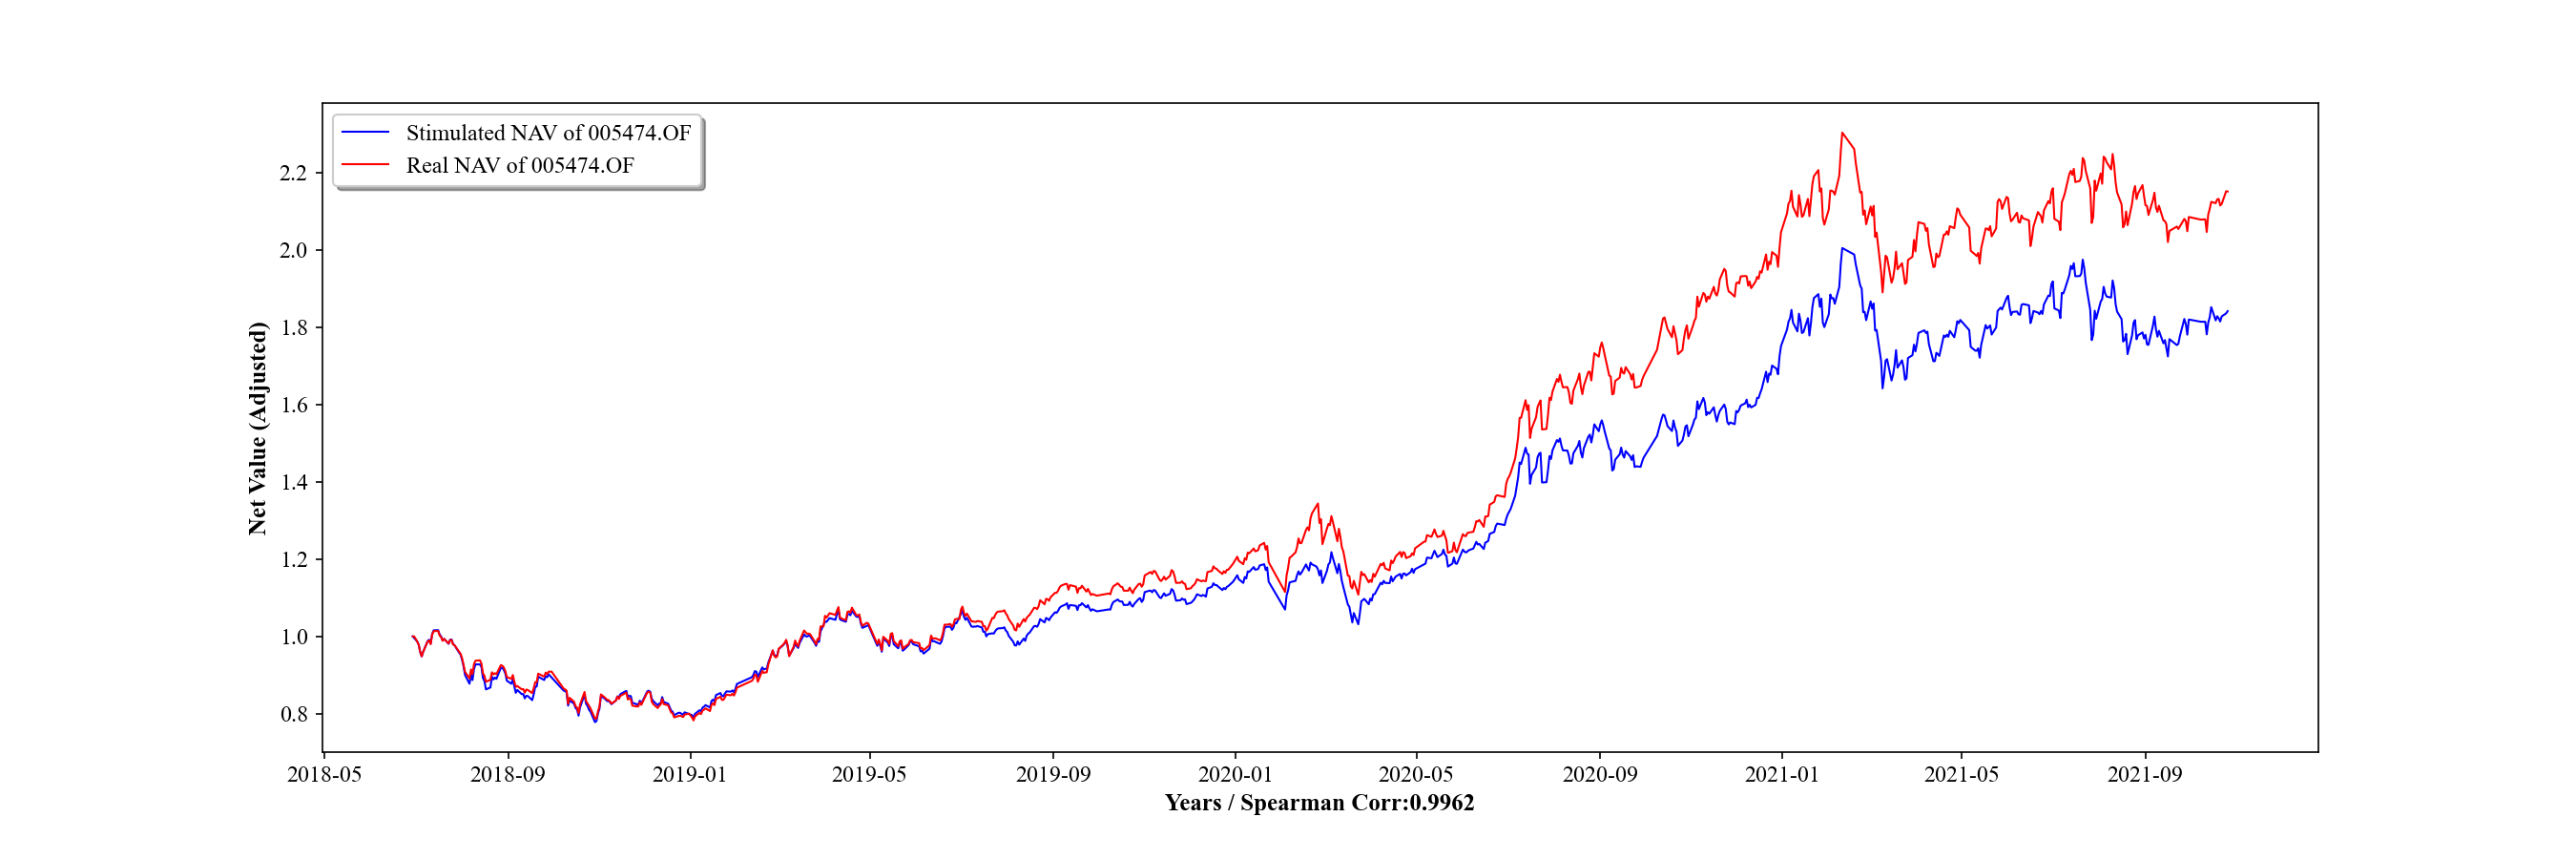 Stimulated NAV of 005474.OF
Real NAV of 005474.OF
Net Value (Adjusted)
2.2
2.0
1.8
1.6
1.4
1.2
1.0
0.8
2018-05 2018-09 2019-01 2019-05 2019-09 2020-01 2020-05 2020-09 2021-01 2021-05 2021-09
Years / Spearman Corr:0.9962